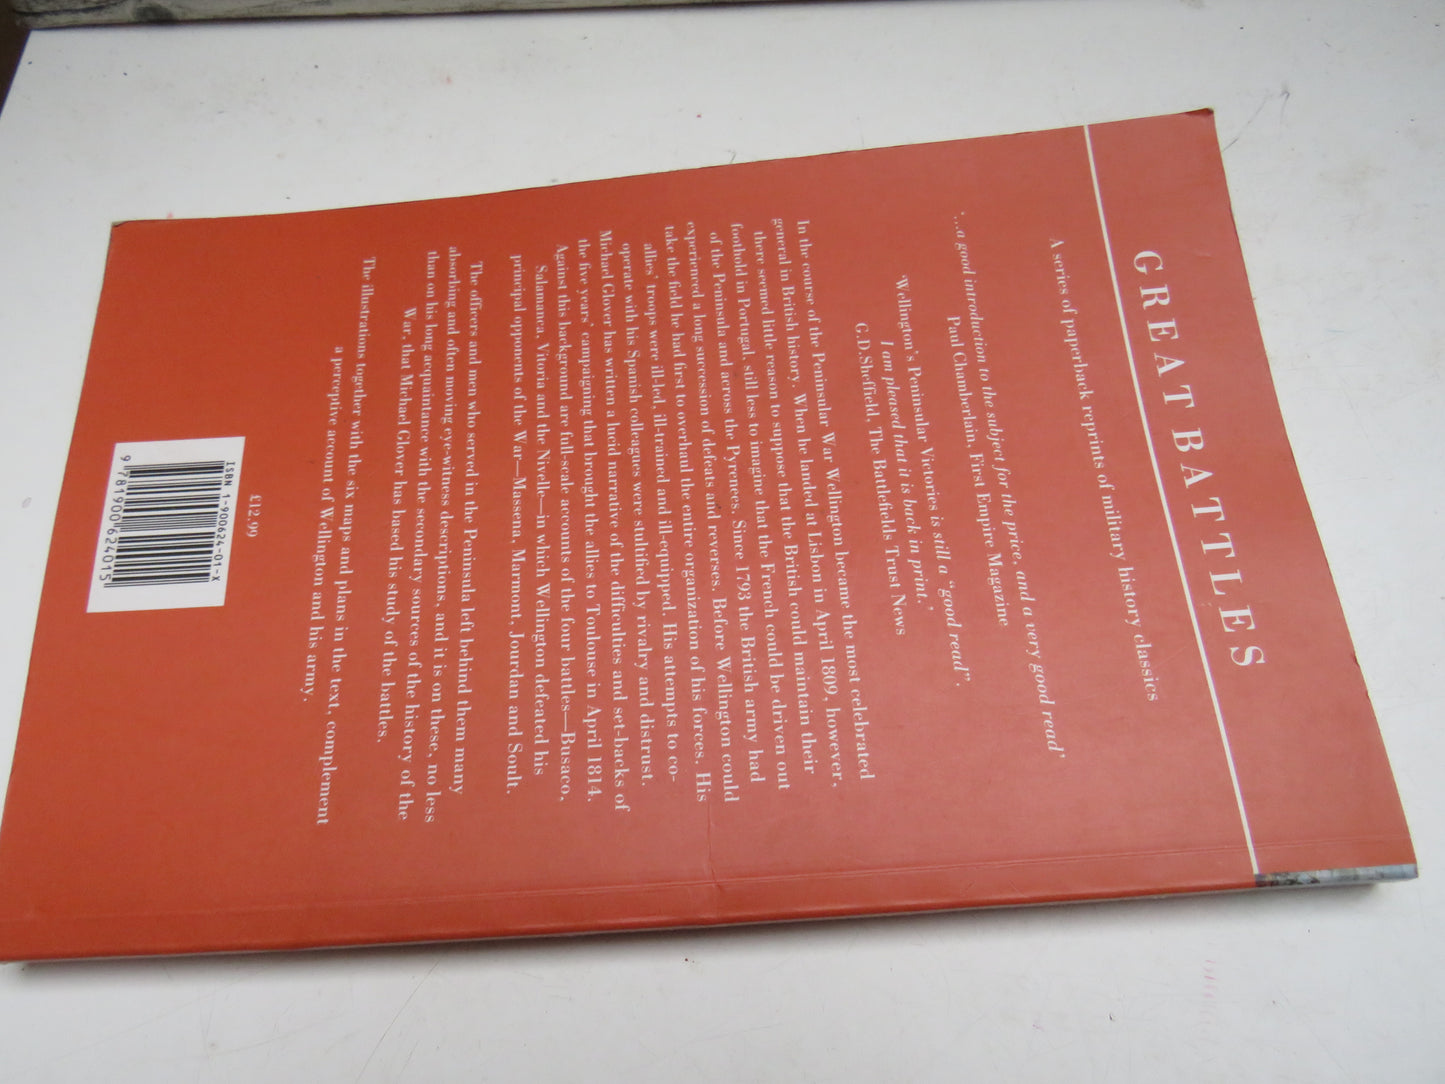 GREAT BATTLES
A series of paperback reprints of military history classics
'...a good introduction to the subject for the price, and a very good read'
Paul Chamberlain, First Empire Magazine
'Wellington's Peninsular Victories is still a "good read".
I am pleased that it is back in print.'
G.D.Sheffield, The Battlefields Trust News
In the course of the Peninsular War Wellington became the most celebrated
general in British history. When he landed at Lisbon in April 1809, however,
there seemed little reason to suppose that the British could maintain their
foothold in Portugal, still less to imagine that the French could be driven out
of the Peninsula and across the Pyrenees. Since 1793 the British army had
experienced a long succession of defeats and reverses. Before Wellington could
take the field he had first to overhaul the entire organization of his forces. His
allies' troops were ill-led, ill-trained and ill-equipped. His attempts to co-
operate with his Spanish colleagues were stultified by rivalry and distrust.
Michael Glover has written a lucid narrative of the difficulties and set-backs of
the five years' campaigning that brought the allies to Toulouse in April 1814.
Against this background are full-scale accounts of the four battles—Busaco,
Salamanca, Vitoria and the Nivelle—in which Wellington defeated his
principal opponents of the War—Massena, Marmont, Jourdan and Soult.
The officers and men who served in the Peninsula left behind them many
absorbing and often moving eye-witness descriptions, and it is on these, no less
than on his long acquaintance with the secondary sources of the history of the
War, that Michael Glover has based his study of the battles.
The illustrations together with the six maps and plans in the text, complement
a perceptive account of Wellington and his army.
£12.99
ISBN 1-900624-01-X
9 781900 624015